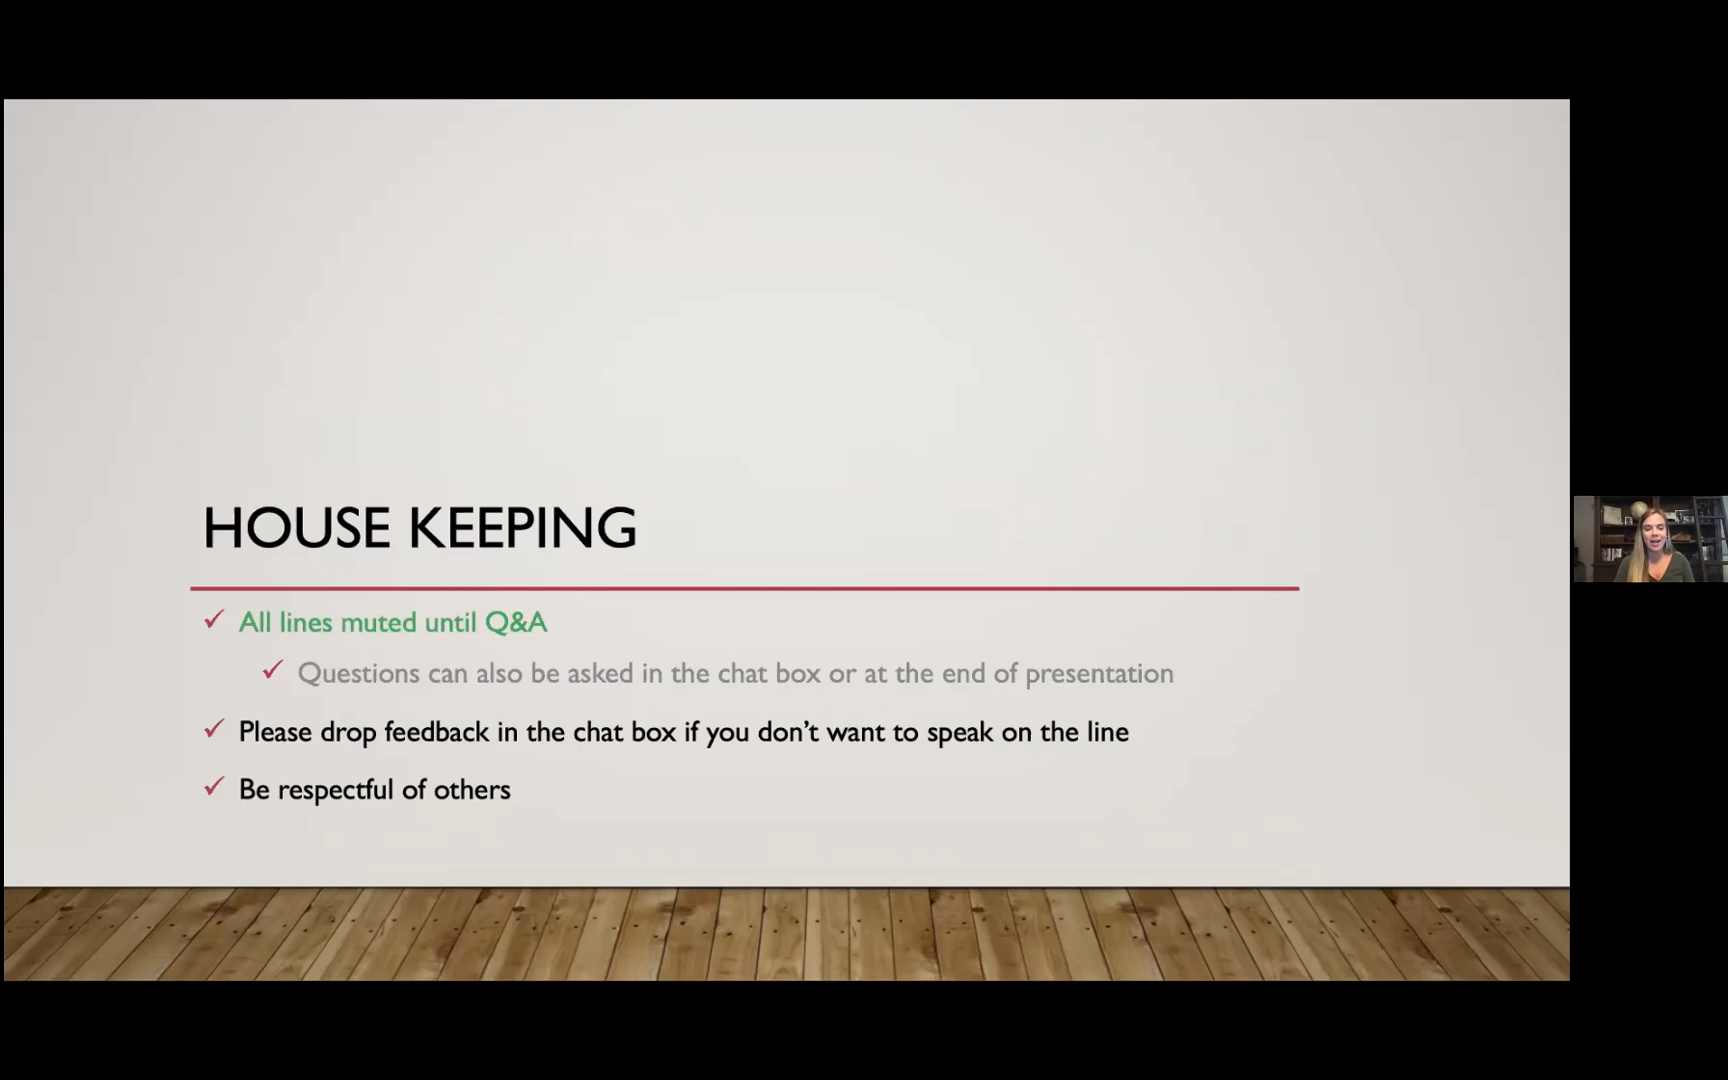 HOUSE KEEPING
All lines muted until Q&A
Questions can also be asked in the chat box or at the end of presentation
Please drop feedback in the chat box if you don’t want to speak on the line
Be respectful of others